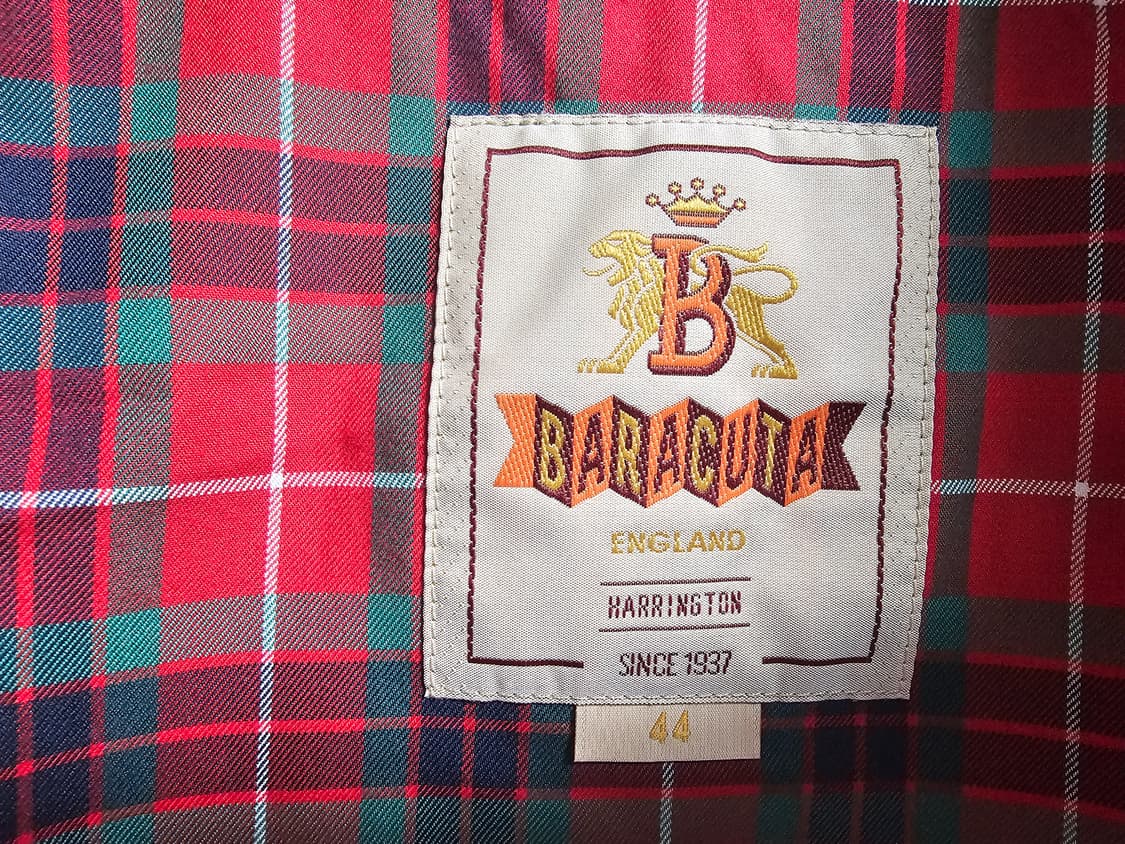 B
BARACUTA
ENGLAND
HARRINGTON
SINCE 1937
44